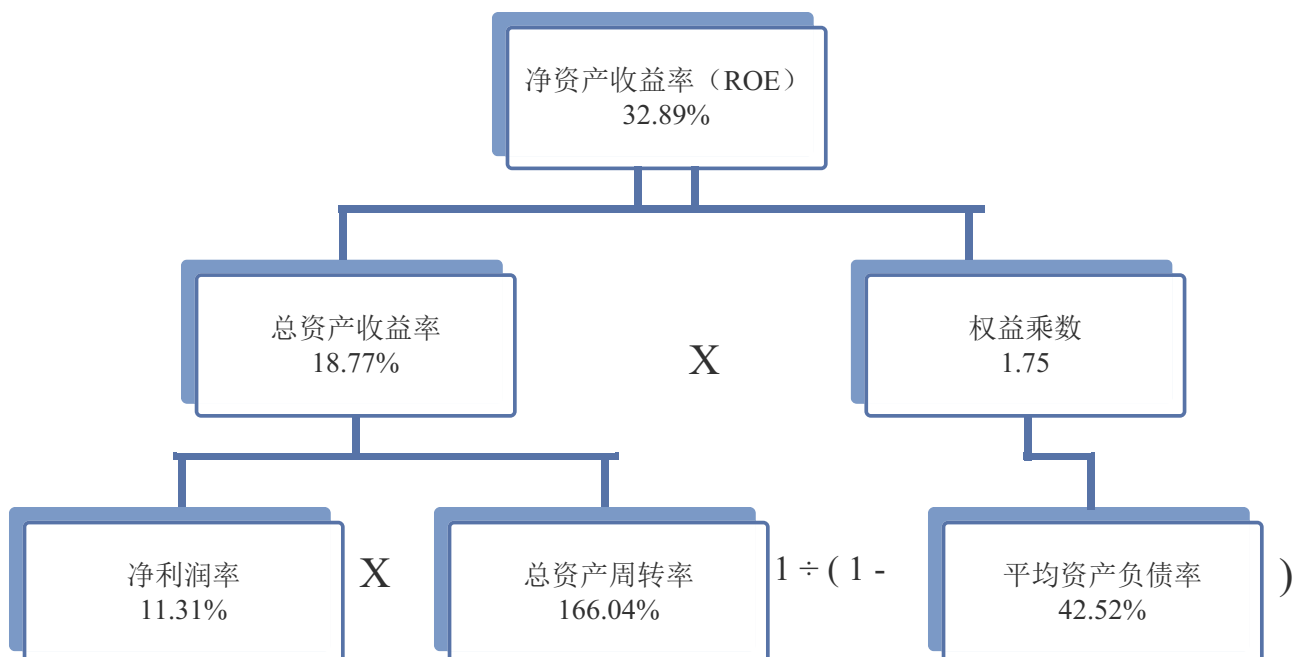 净资产收益率（ROE）
32.89%
总资产收益率
18.77%
X
权益乘数
1.75
净利润率
11.31%
X
总资产周转率
166.04%
1 ÷ ( 1 -
平均资产负债率
42.52%
)